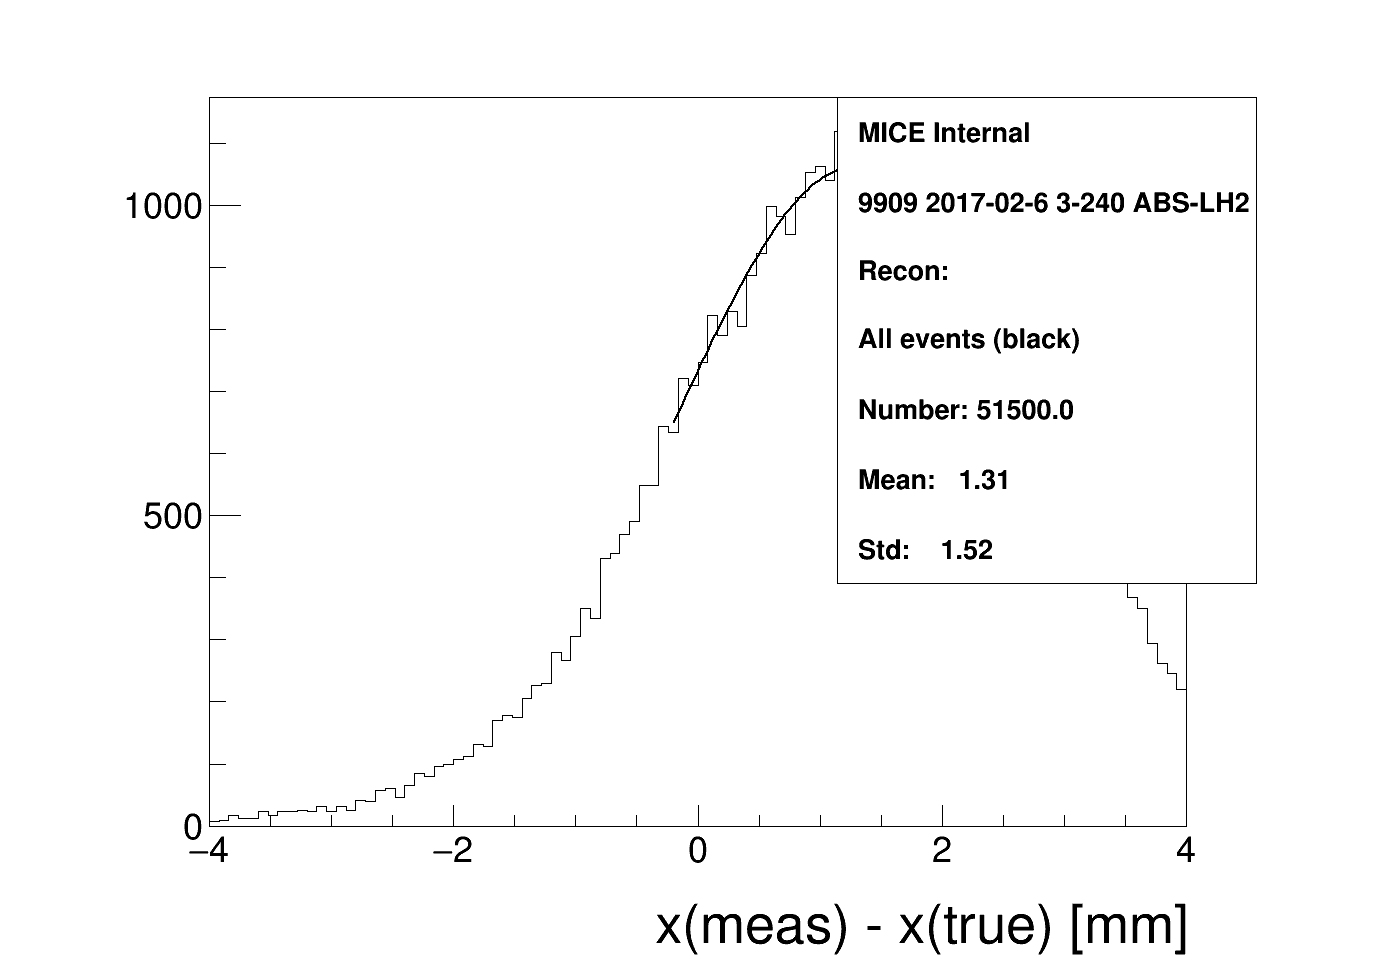 MICE Internal
9909 2017-02-6 3-240 ABS-LH2
Recon:
All events (black)
Number: 51500.0
Mean: 1.31
Std: 1.52
1000
500
0
−4 −2 0 2 4
x(meas) - x(true) [mm]